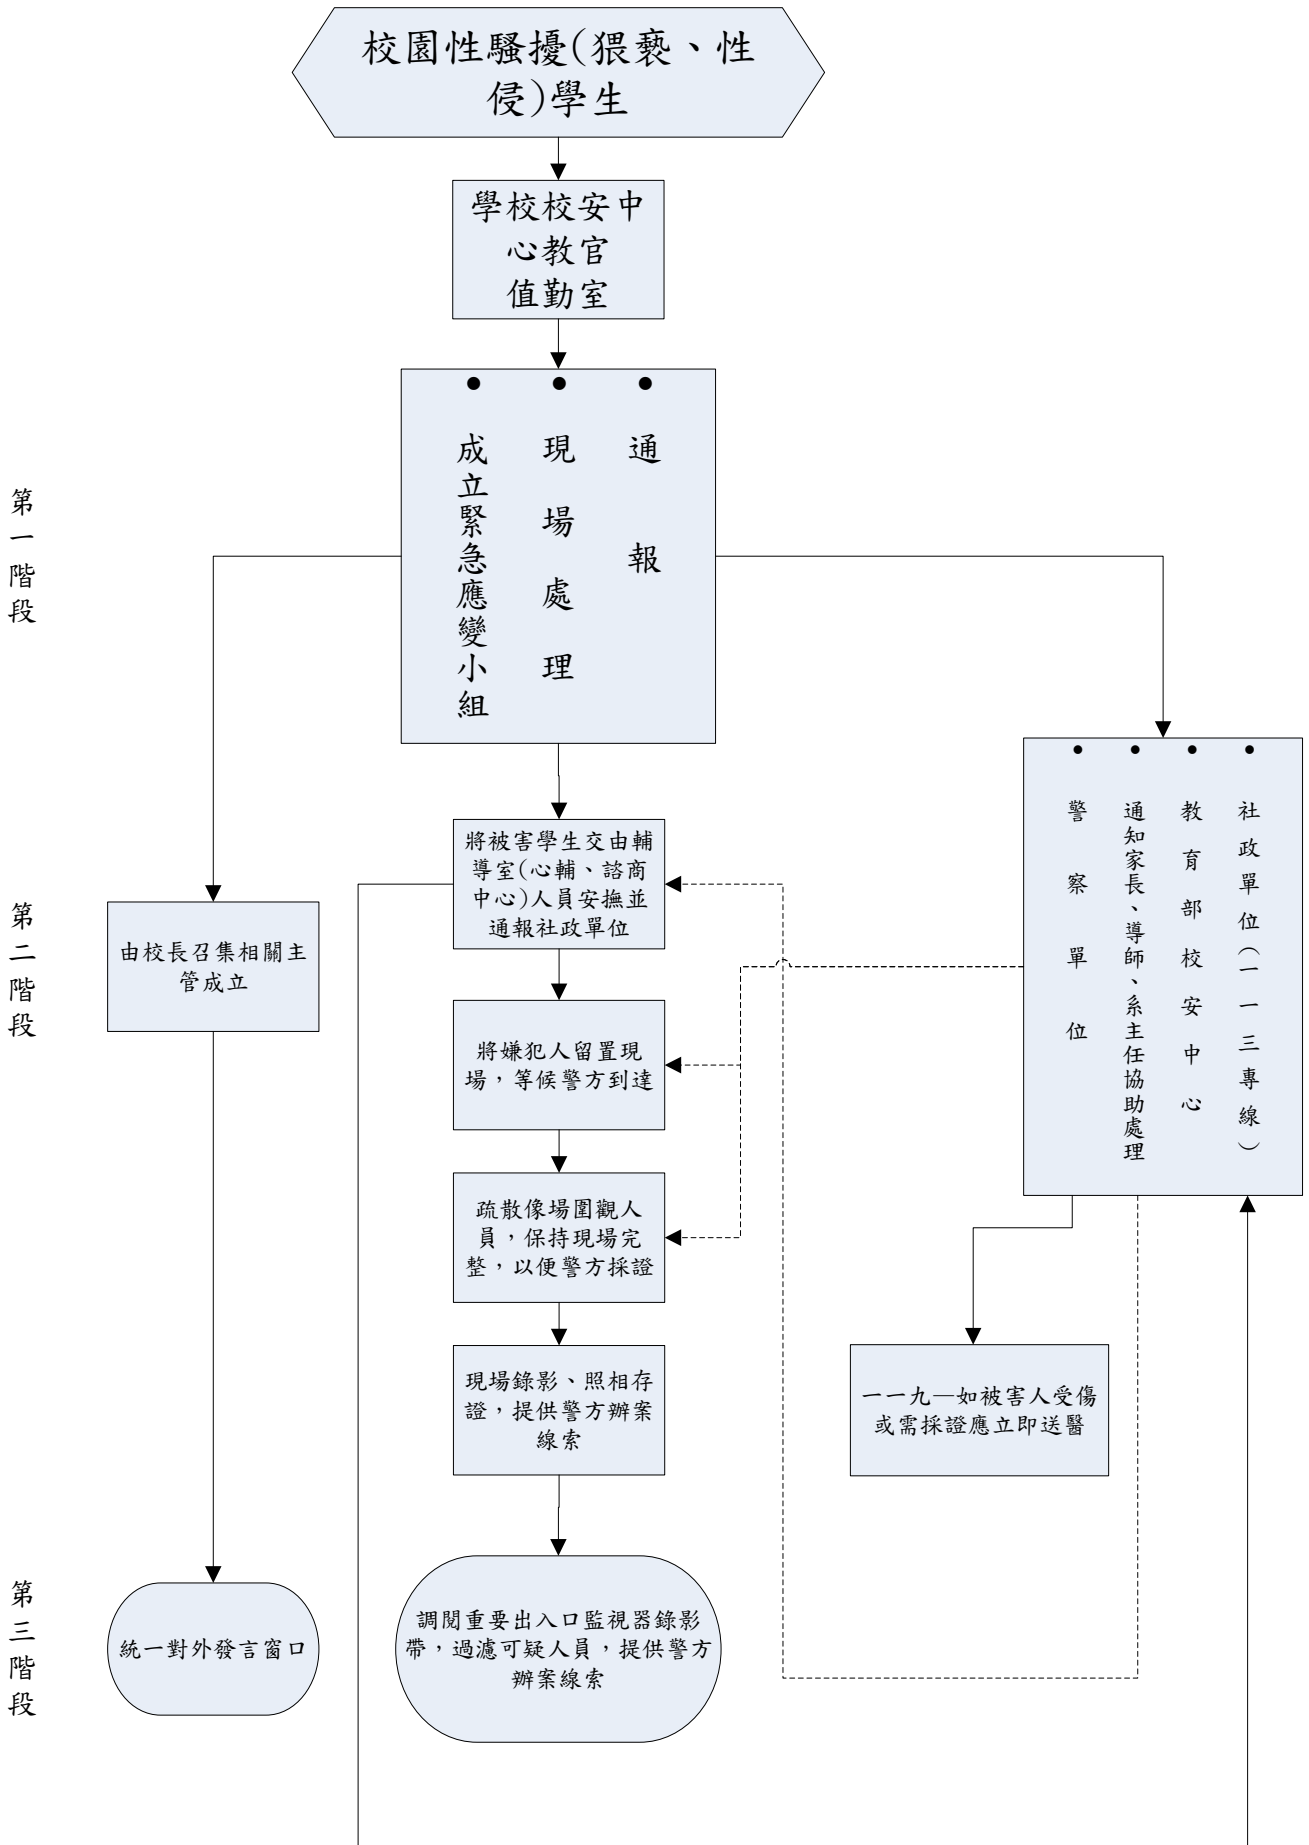 校園性騷擾(猥褻、性
侵)學生
學校校安中
心教官
值勤室
第一階段
● 通報
● 現場處理
● 成立緊急應變小組
● 社政單位(一一三專線)
● 教育部校安中心
● 通知家長、導師、系主任協助處理
● 警察單位
第二階段
由校長召集相關主
管成立
將被害學生交由輔
導室(心輔、諮商
中心)人員安撫並
通報社政單位
將嫌犯人留置現
場，等候警方到達
疏散像場圍觀人
員，保持現場完
整，以便警方採證
現場錄影、照相存
證，提供警方辦案
線索
一一九—如被害人受傷
或需採證應立即送醫
第三階段
統一對外發言窗口
調閱重要出入口監視器錄影
帶，過濾可疑人員，提供警方
辦案線索